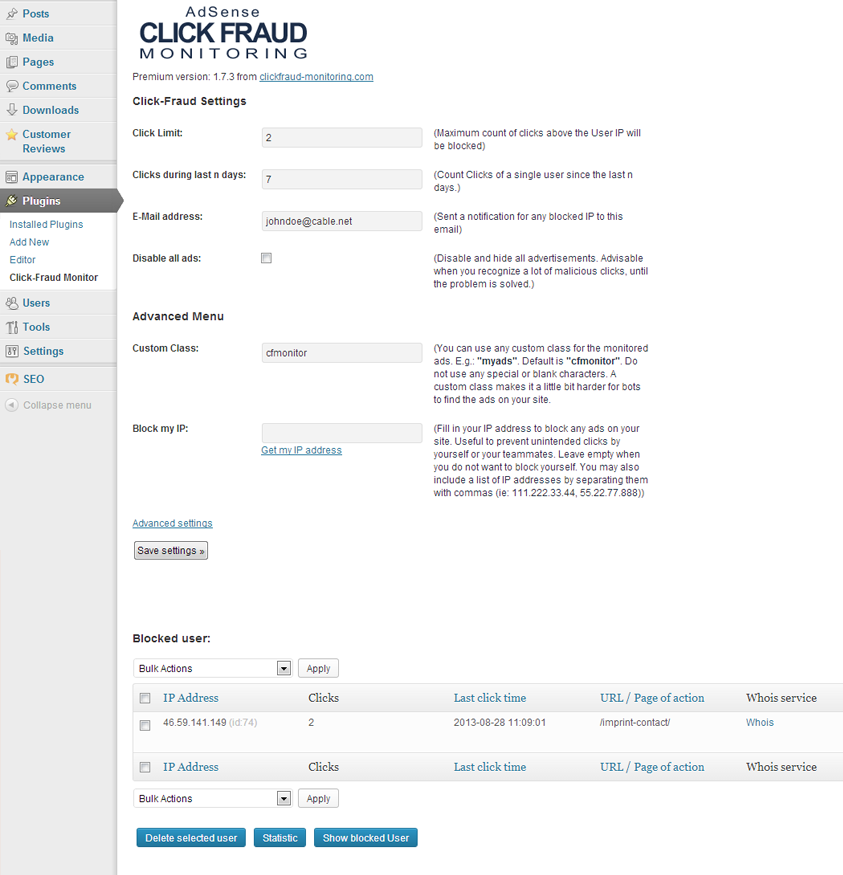 Posts
Media
Pages
Comments
Downloads
Customer
Reviews
Appearance
Plugins
Installed Plugins
Add New
Editor
Click-Fraud Monitor
Users
Tools
Settings
SEO
Collapse menu
AdSense
CLICK FRAUD
MONITORING
Premium version: 1.7.3 from clickfraud-monitoring.com
Click-Fraud Settings
Click Limit:
2
(Maximum count of clicks above the User IP will
be blocked)
Clicks during last n days:
7
(Count Clicks of a single user since the last n
days.)
E-Mail address:
johndoe@cable.net
(Sent a notification for any blocked IP to this
email)
Disable all ads:
(Disable and hide all advertisements. Advisable
when you recognize a lot of malicious clicks, until
the problem is solved.)
Advanced Menu
Custom Class:
cfmonitor
(You can use any custom class for the monitored
ads. E.g.: "myads". Default is "cfmonitor". Do
not use any special or blank characters. A
custom class makes it a little bit harder for bots
to find the ads on your site.
Block my IP:
Get my IP address
(Fill in your IP address to block any ads on your
site. Useful to prevent unintended clicks by
yourself or your teammates. Leave empty when
you do not want to block yourself. You may also
include a list of IP addresses by separating them
with commas (ie: 111.222.33.44, 55.22.77.888))
Advanced settings
Save settings »
Blocked user:
Bulk Actions Apply
IP Address Clicks Last click time URL / Page of action Whois service
46.59.141.149 (id:74) 2 2013-08-28 11:09:01 /imprint-contact/ Whois
IP Address Clicks Last click time URL / Page of action Whois service
Bulk Actions Apply
Delete selected user Statistic Show blocked User